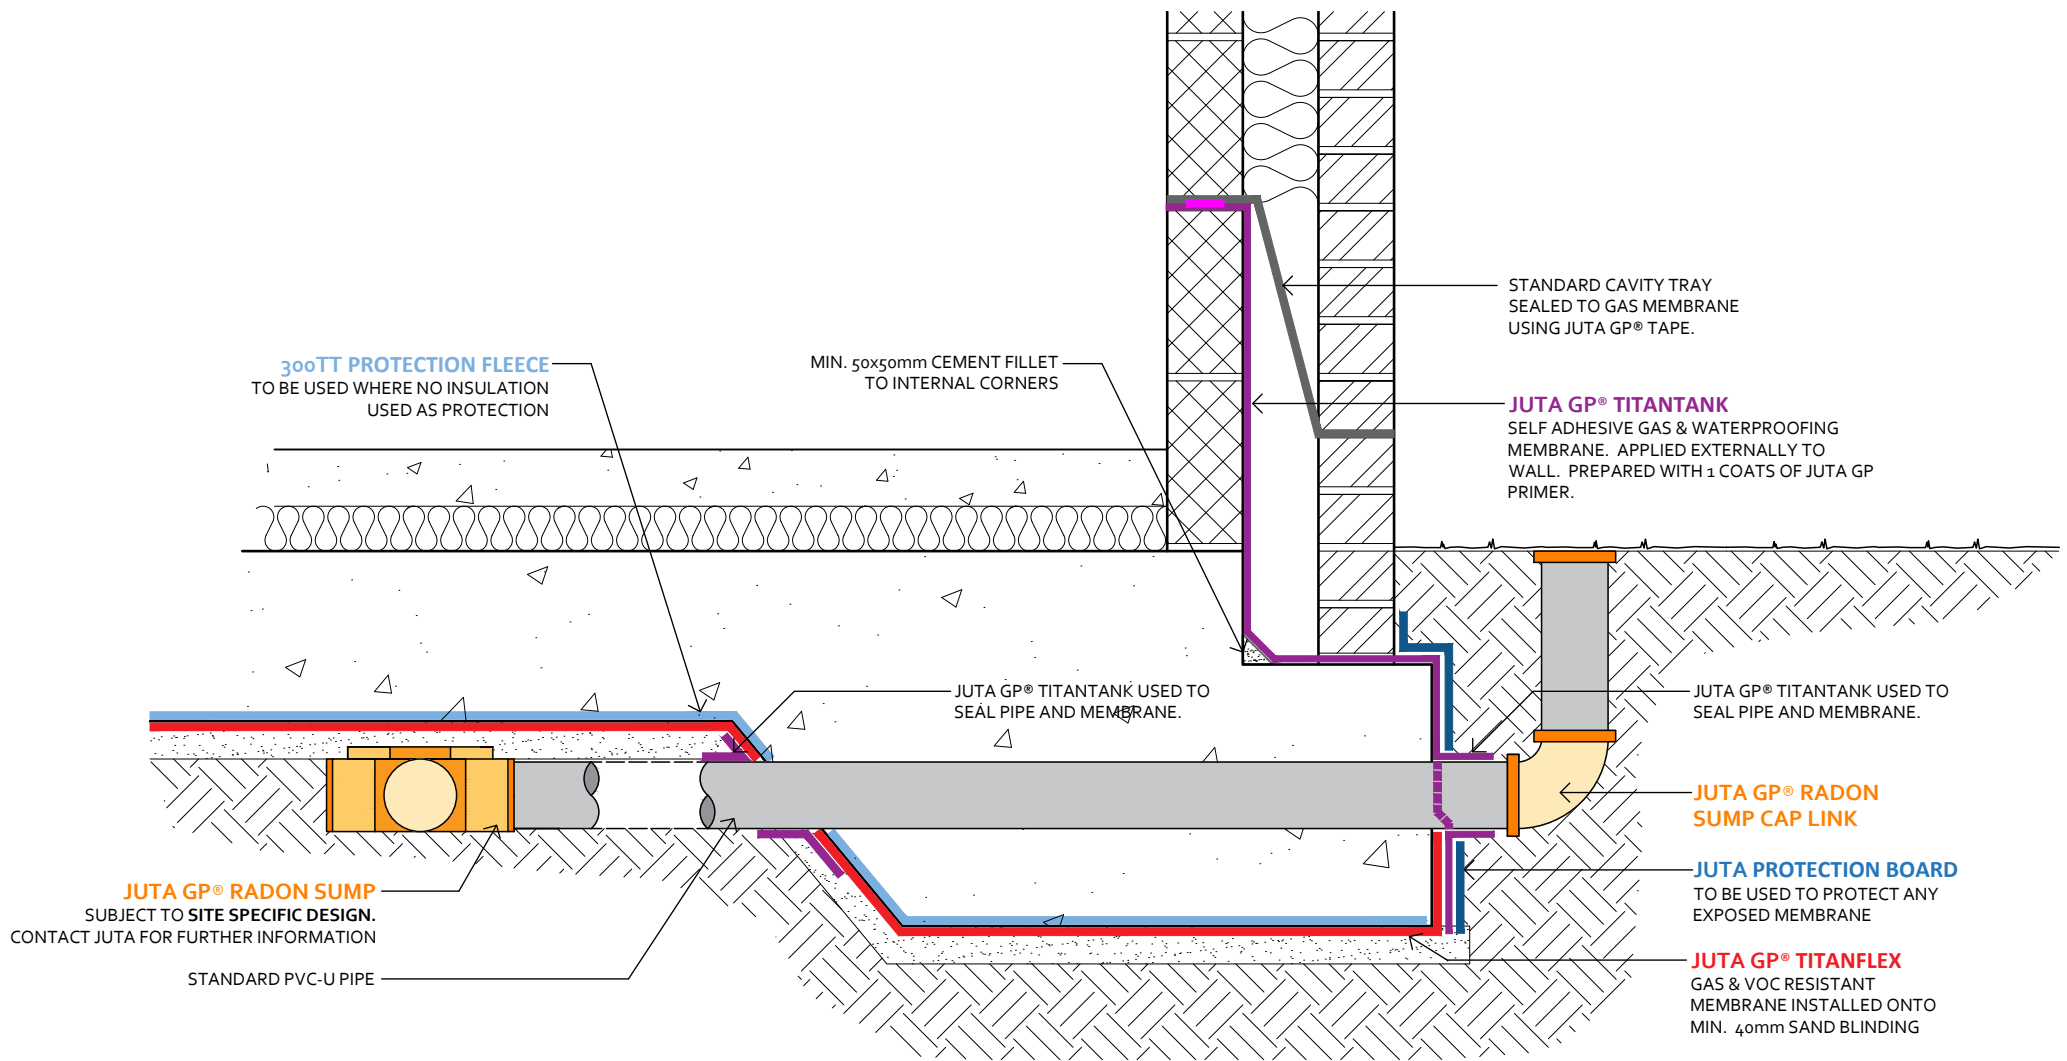 STANDARD CAVITY TRAY
SEALED TO GAS MEMBRANE
USING JUTA GP® TAPE.
300TT PROTECTION FLEECE
TO BE USED WHERE NO INSULATION
USED AS PROTECTION
MIN. 50x50mm CEMENT FILLET
TO INTERNAL CORNERS
JUTA GP® TITANTANK
SELF ADHESIVE GAS & WATERPROOFING
MEMBRANE. APPLIED EXTERNALLY TO
WALL. PREPARED WITH 1 COATS OF JUTA GP
PRIMER.
JUTA GP® TITANTANK USED TO
SEAL PIPE AND MEMBRANE.
JUTA GP® TITANTANK USED TO
SEAL PIPE AND MEMBRANE.
JUTA GP® RADON
SUMP CAP LINK
JUTA PROTECTION BOARD
TO BE USED TO PROTECT ANY
EXPOSED MEMBRANE
JUTA GP® RADON SUMP
SUBJECT TO SITE SPECIFIC DESIGN.
CONTACT JUTA FOR FURTHER INFORMATION
STANDARD PVC-U PIPE
JUTA GP® TITANFLEX
GAS & VOC RESISTANT
MEMBRANE INSTALLED ONTO
MIN. 40mm SAND BLINDING